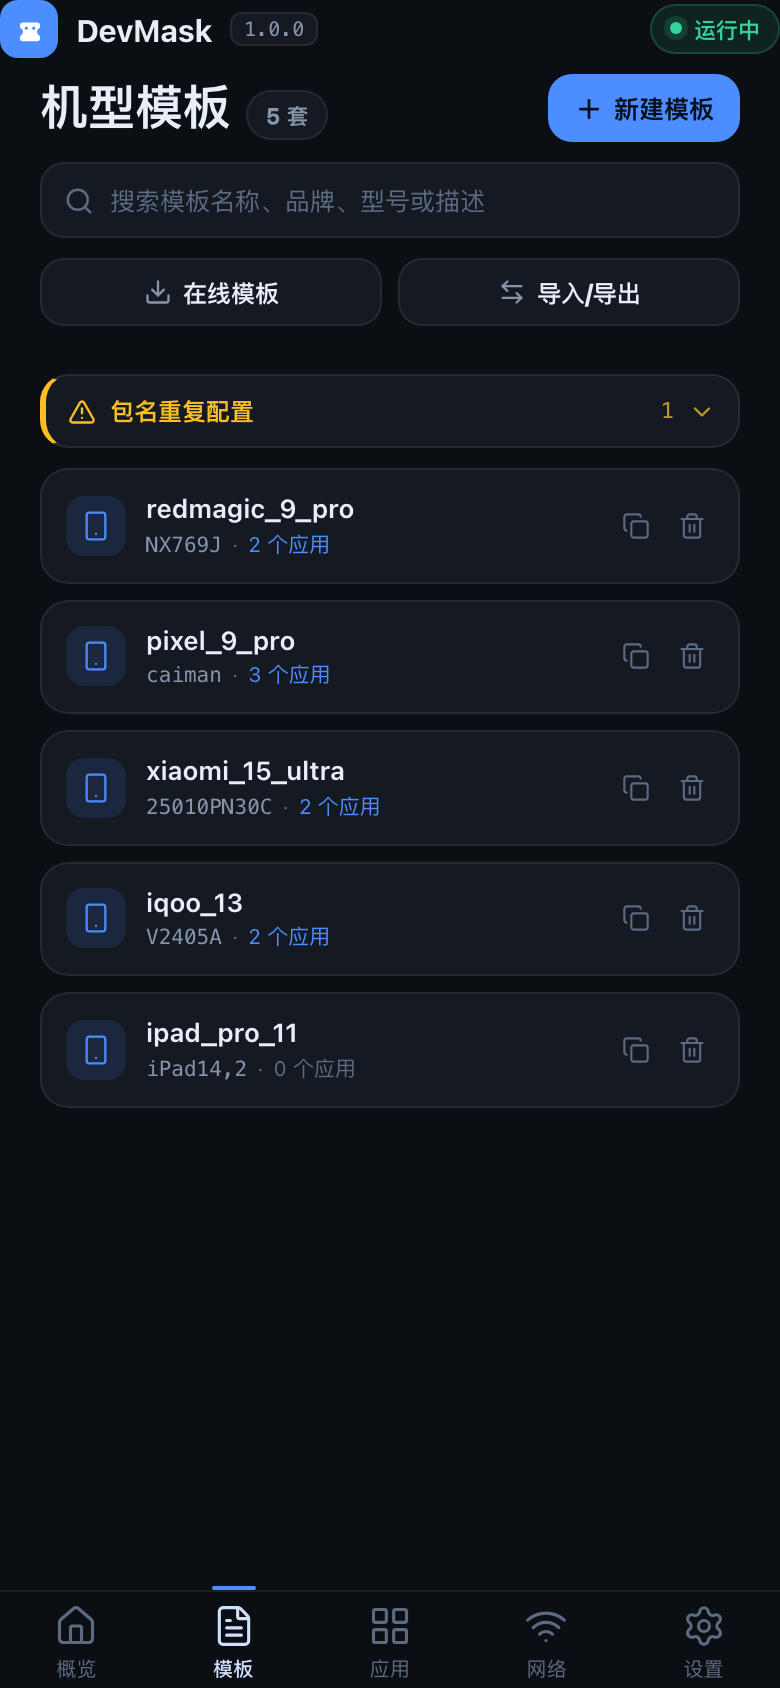 DevMask 1.0.0 运行中
机型模板 5 套 新建模板
搜索模板名称、品牌、型号或描述
在线模板 导入/导出
包名重复配置 1
redmagic_9_pro
NX769J · 2 个应用
pixel_9_pro
caiman · 3 个应用
xiaomi_15_ultra
25010PN30C · 2 个应用
iqoo_13
V2405A · 2 个应用
ipad_pro_11
iPad14,2 · 0 个应用
概览 模板 应用 网络 设置